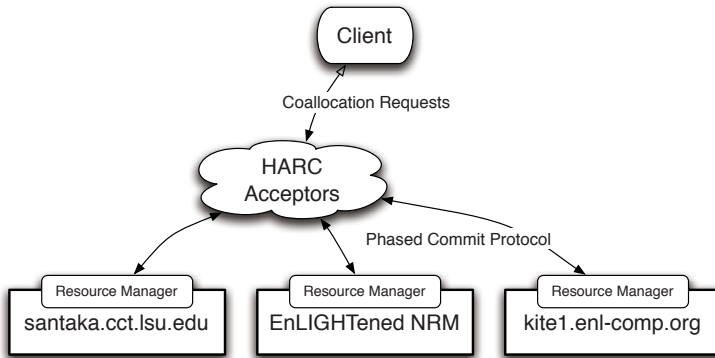 Client
Coallocation Requests
HARC
Acceptors
Phased Commit Protocol
Resource Manager
santaka.cct.lsu.edu
Resource Manager
EnLIGHTened NRM
Resource Manager
kite1.enl-comp.org